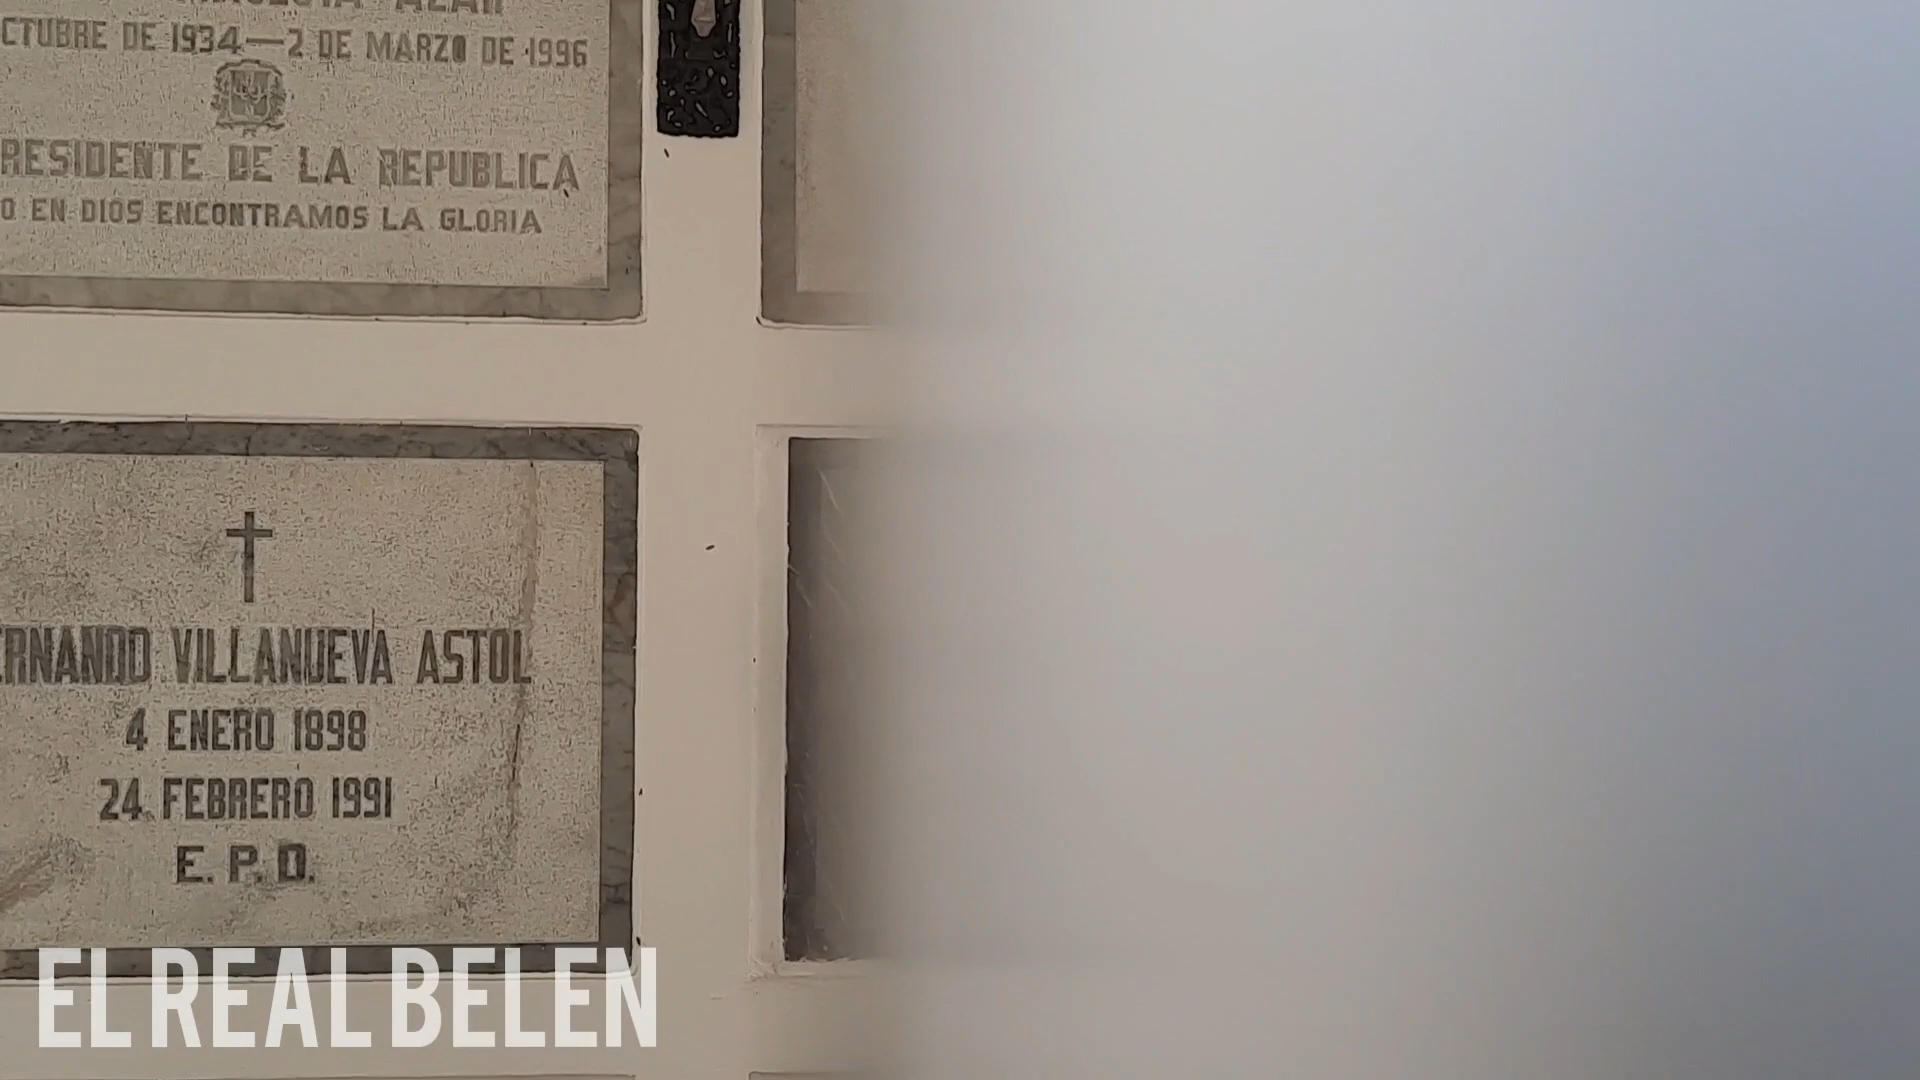 CTUBRE DE 1934—2 DE MARZO DE 1996
RESIDENTE DE LA REPUBLICA
O EN DIOS ENCONTRAMOS LA GLORIA
ERNANDO VILLANUEVA ASTOL
4 ENERO 1898
24 FEBRERO 1991
E. P. D.
EL REAL BELEN